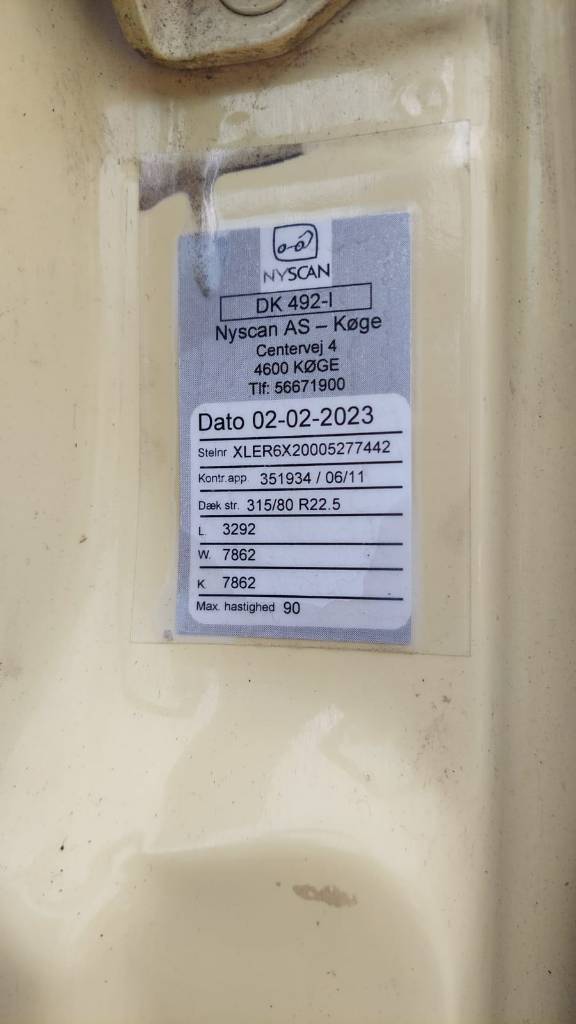 NYSCAN
DK 492-I
Nyscan AS – Køge
Centervej 4
4600 KØGE
Tlf: 56671900
Dato 02-02-2023
Stelnr XLER6X20005277442
Kontr.app. 351934 / 06/11
Dæk str. 315/80 R22.5
L. 3292
W. 7862
K 7862
Max. hastighed 90